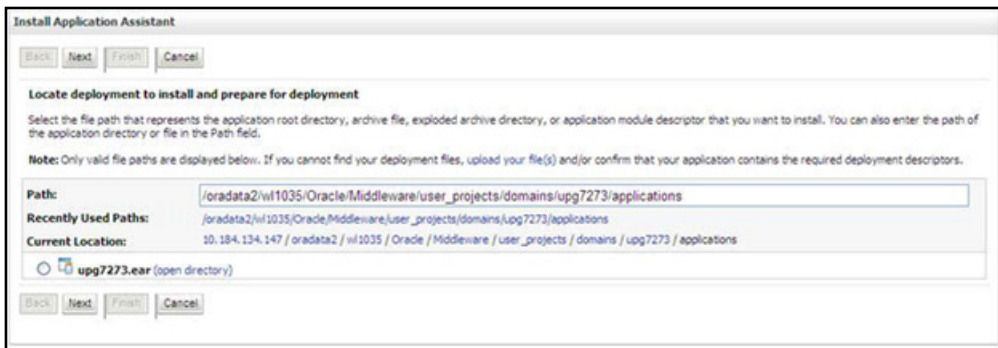 Install Application Assistant
Back Next Finish Cancel
Locate deployment to install and prepare for deployment
Select the file path that represents the application root directory, archive file, exploded archive directory, or application module descriptor that you want to install. You can also enter the path of
the application directory or file in the Path field.
Note: Only valid file paths are displayed below. If you cannot find your deployment files, upload your file(s) and/or confirm that your application contains the required deployment descriptors.
Path: /oradata2/wl1035/Oracle/Middleware/user_projects/domains/upg7273/applications
Recently Used Paths: /oradata2/wl1035/Oracle/Middleware/user_projects/domains/upg7273/applications
Current Location: 10.184.134.147 / oradata2 / wl1035 / Oracle / Middleware / user_projects / domains / upg7273 / applications
upg7273.ear (open directory)
Back Next Finish Cancel